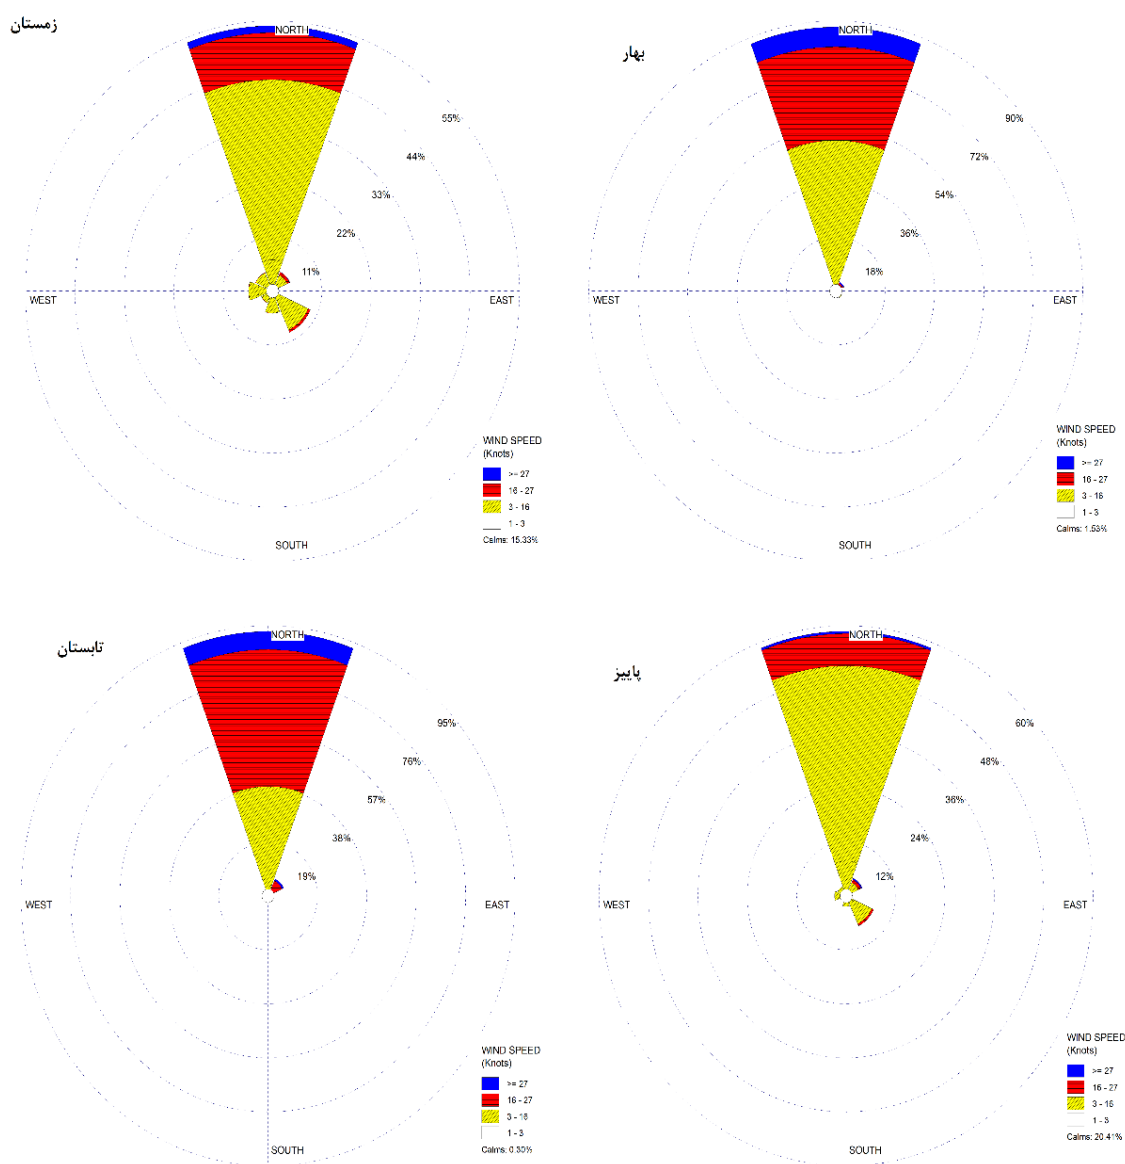 زمستان
NORTH
55%
44%
33%
22%
11%
WEST
EAST
WIND SPEED
(Knots)
>= 27
16 - 27
3 - 16
1 - 3
Calms: 15.33%
SOUTH
بهار
NORTH
90%
72%
54%
36%
18%
WEST
EAST
WIND SPEED
(Knots)
>= 27
16 - 27
3 - 16
1 - 3
Calms: 1.53%
SOUTH
تابستان
NORTH
95%
76%
57%
38%
19%
WEST
EAST
WIND SPEED
(Knots)
>= 27
16 - 27
3 - 16
1 - 3
Calms: 0.30%
SOUTH
پاییز
NORTH
60%
48%
36%
24%
12%
WEST
EAST
WIND SPEED
(Knots)
>= 27
16 - 27
3 - 16
1 - 3
Calms: 20.41%
SOUTH